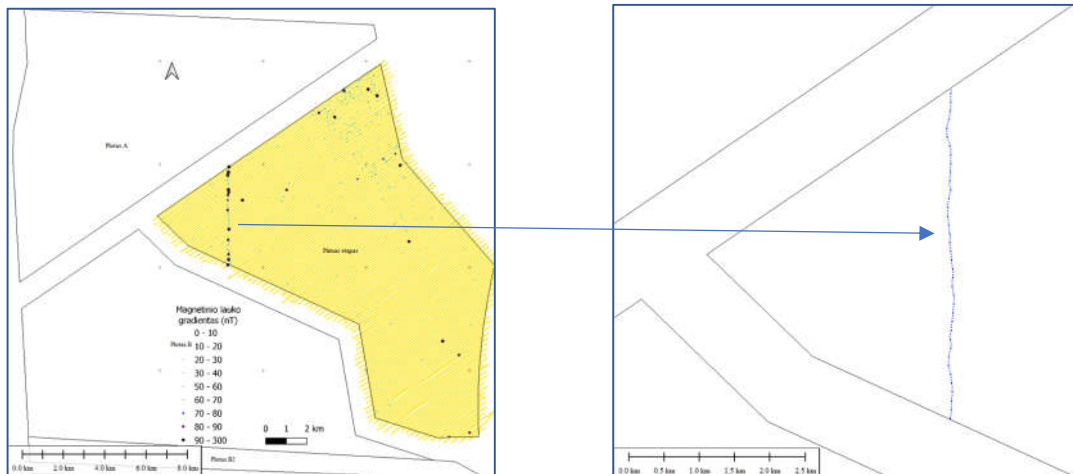 Plotas A
Pirmas etapas
Magnetinio lauko
gradientas (nT)
0 - 10
Plotas B
10 - 20
20 - 30
30 - 40
50 - 60
60 - 70
70 - 80
80 - 90
90 - 300
0 1 2 km
Plotas B2
0.0 km 2.0 km 4.0 km 6.0 km 8.0 km
0.0 km 0.5 km 1.0 km 1.5 km 2.0 km 2.5 km